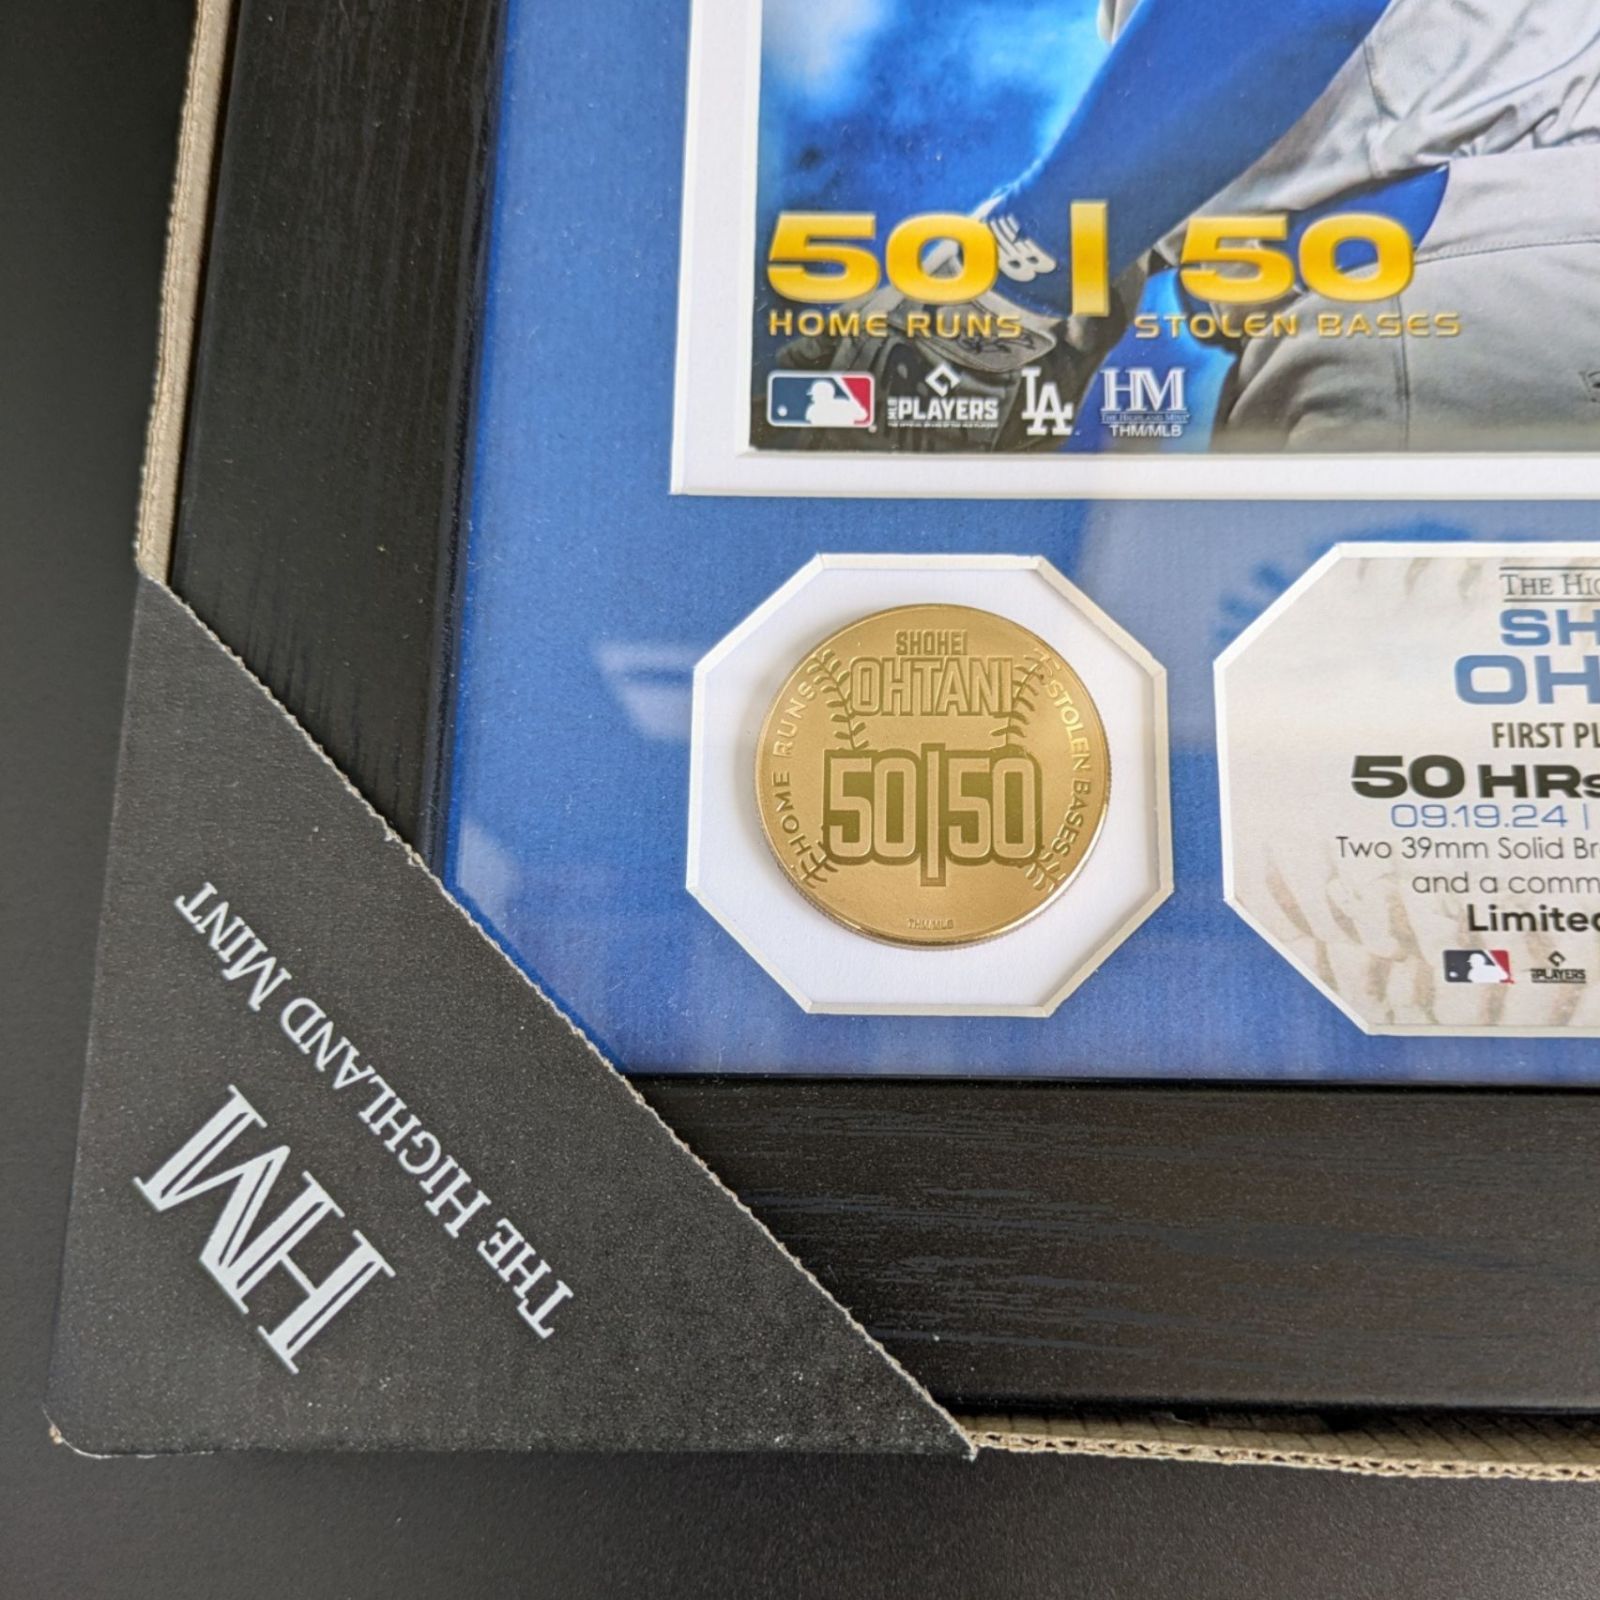 50 | 50
HOME RUNS STOLEN BASES
MLB PLAYERS
LA
HM
THE HIGHLAND MINT
THM/MLB
SHOHEI
OHTANI
HOME RUNS
STOLEN BASES
50|50
THM/MLB
THE HIG
SH
OH
FIRST PL
50 HRs
09.19.24 |
Two 39mm Solid Br
and a comm
Limited
PLAYERS
THE HIGHLAND MINT
HM